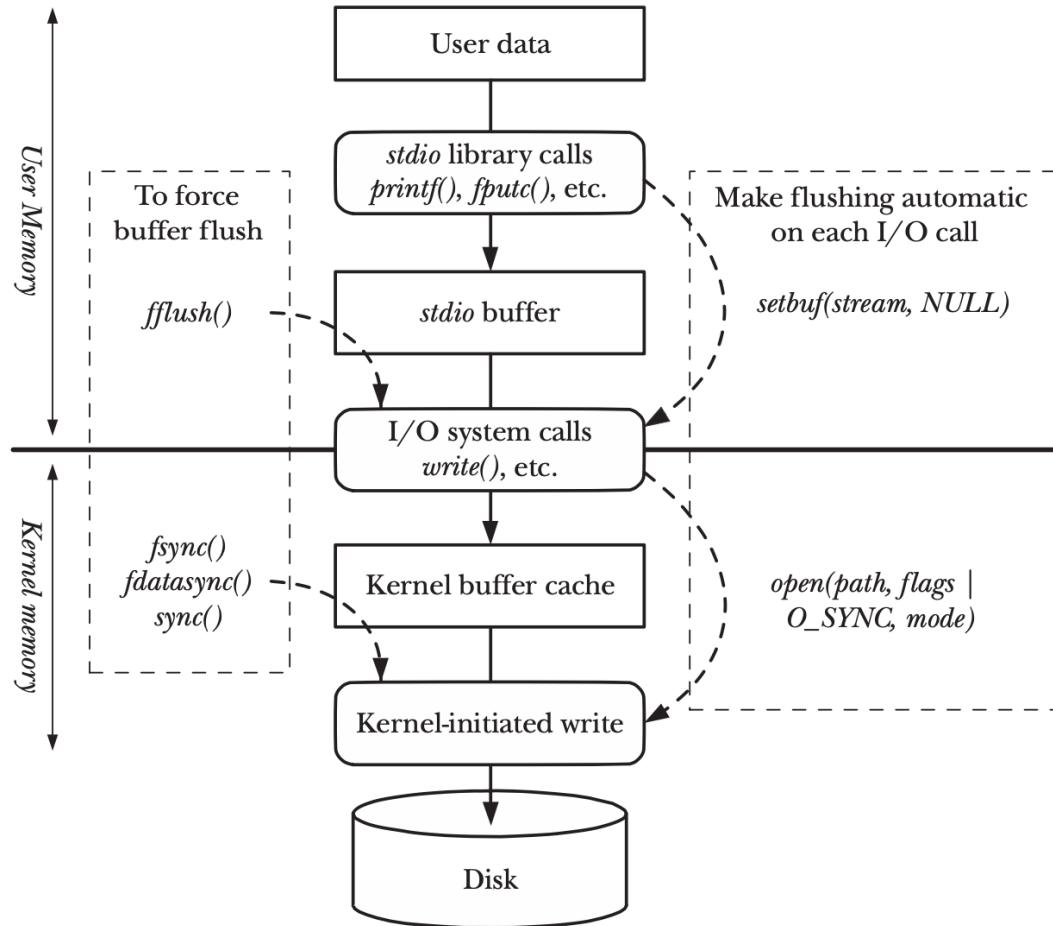 User data
stdio library calls
printf(), fputc(), etc.
User Memory
To force
buffer flush
Make flushing automatic
on each I/O call
fflush()
stdio buffer
setbuf(stream, NULL)
I/O system calls
write(), etc.
Kernel memory
fsync()
fdatasync()
sync()
Kernel buffer cache
open(path, flags |
O_SYNC, mode)
Kernel-initiated write
Disk